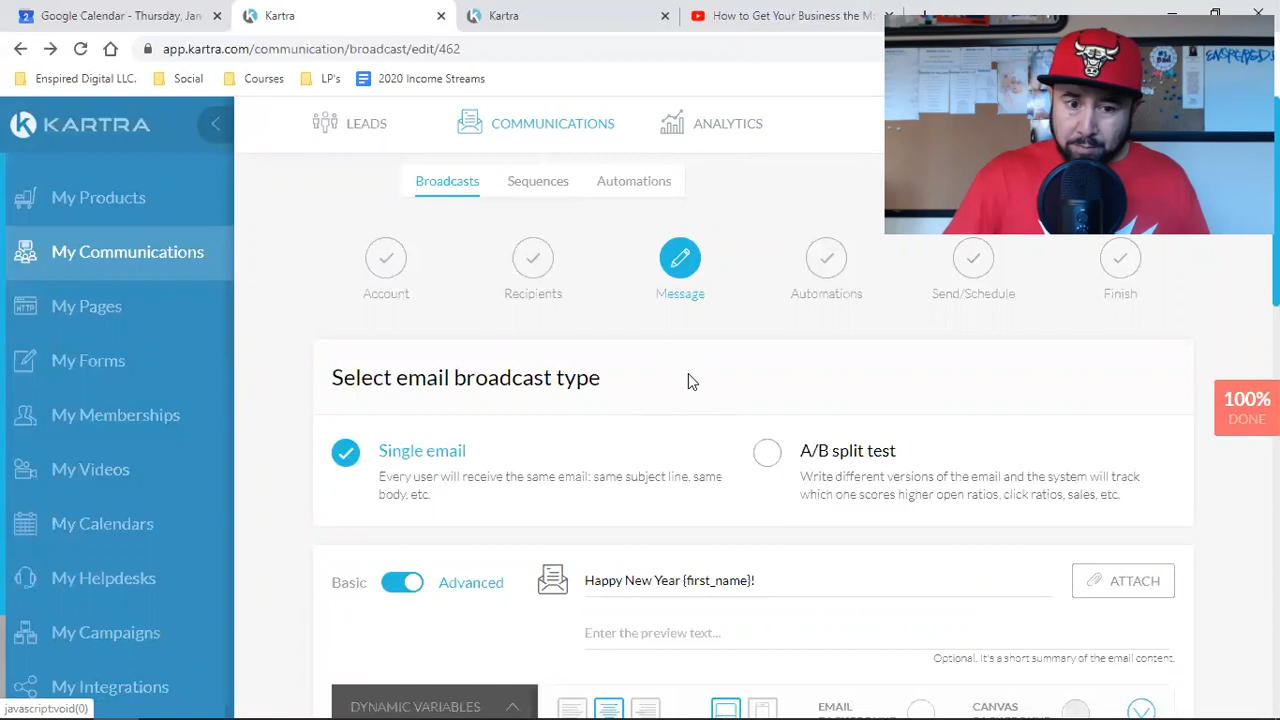 Google Calendar - Thursday,
Kartra
Kartra
How to Get Your Business the M
app.kartra.com/communication/broadcast/edit/462
Enspired Digital LLC.
Social
Courses
LP's
2020 Income Streams
KARTRA
LEADS
COMMUNICATIONS
ANALYTICS
Broadcasts
Sequences
Automations
My Products
My Communications
My Pages
My Forms
My Memberships
My Videos
My Calendars
My Helpdesks
My Campaigns
My Integrations
javascript:void(0)
Account
Recipients
Message
Automations
Send/Schedule
Finish
Select email broadcast type
Single email
Every user will receive the same email: same subject line, same
body, etc.
A/B split test
Write different versions of the email and the system will track
which one scores higher open ratios, click ratios, sales, etc.
100%
DONE
Basic
Advanced
Happy New Year {first_name}!
ATTACH
Enter the preview text...
Optional. It's a short summary of the email content.
DYNAMIC VARIABLES
EMAIL
CANVAS